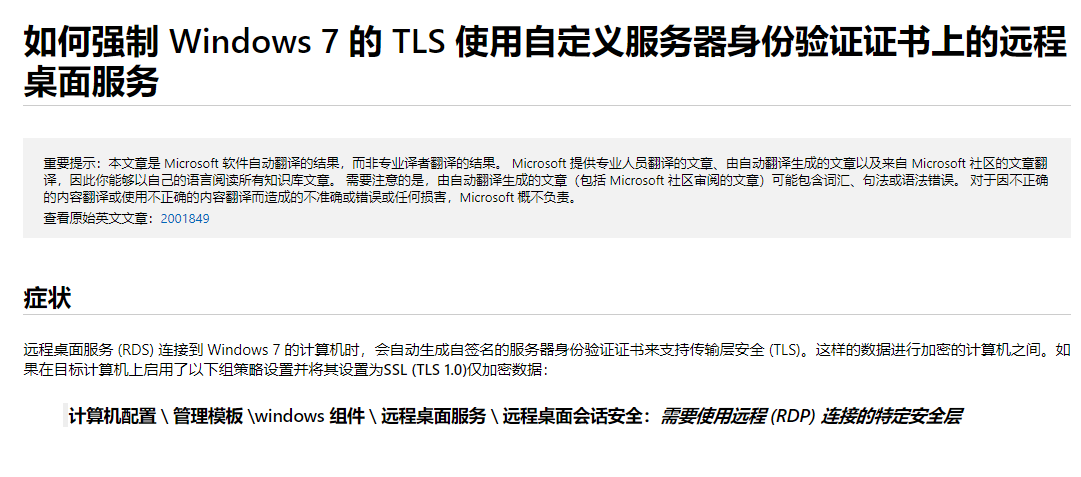 如何强制 Windows 7 的 TLS 使用自定义服务器身份验证证书上的远程
桌面服务
重要提示：本文章是 Microsoft 软件自动翻译的结果，而非专业译者翻译的结果。 Microsoft 提供专业人员翻译的文章、由自动翻译生成的文章以及来自 Microsoft 社区的文章翻
译，因此你能够以自己的语言阅读所有知识库文章。 需要注意的是，由自动翻译生成的文章（包括 Microsoft 社区审阅的文章）可能包含词汇、句法或语法错误。 对于因不正确
的内容翻译或使用不正确的内容翻译而造成的不准确或错误或任何损害，Microsoft 概不负责。
查看原始英文文章：2001849
症状
远程桌面服务 (RDS) 连接到 Windows 7 的计算机时，会自动生成自签名的服务器身份验证证书来支持传输层安全 (TLS)。这样的数据进行加密的计算机之间。如
果在目标计算机上启用了以下组策略设置并将其设置为SSL (TLS 1.0)仅加密数据：
计算机配置 \ 管理模板 \windows 组件 \ 远程桌面服务 \ 远程桌面会话安全：需要使用远程 (RDP) 连接的特定安全层